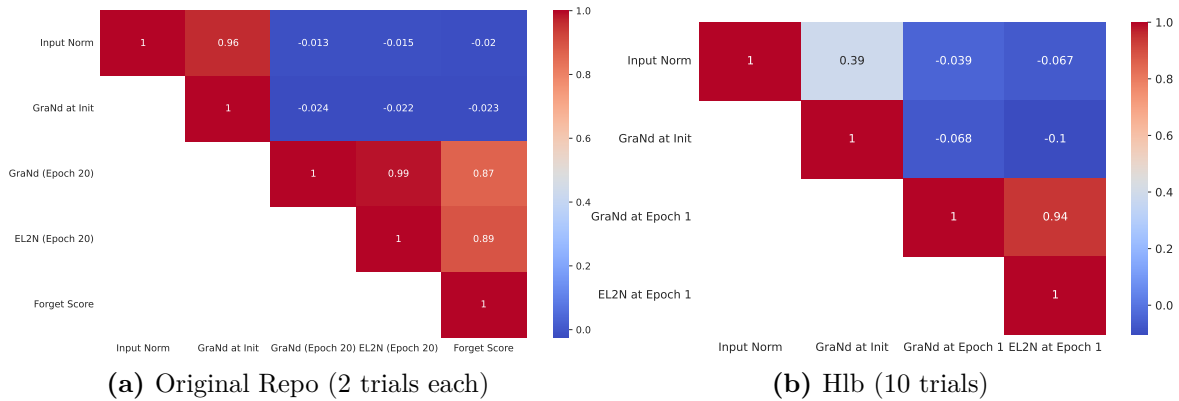 Input Norm 1 0.96 -0.013 -0.015 -0.02
GraNd at Init 1 -0.024 -0.022 -0.023
GraNd (Epoch 20) 1 0.99 0.87
EL2N (Epoch 20) 1 0.89
Forget Score 1
Input Norm GraNd at Init GraNd (Epoch 20) EL2N (Epoch 20) Forget Score
1.0
0.8
0.6
0.4
0.2
0.0
(a) Original Repo (2 trials each)
Input Norm 1 0.39 -0.039 -0.067
GraNd at Init 1 -0.068 -0.1
GraNd at Epoch 1 1 0.94
EL2N at Epoch 1 1
Input Norm GraNd at Init GraNd at Epoch 1 EL2N at Epoch 1
1.0
0.8
0.6
0.4
0.2
0.0
(b) Hlb (10 trials)